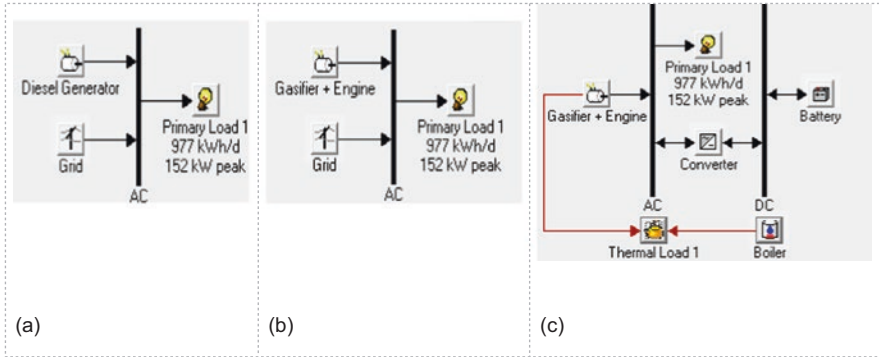 Diesel Generator
Grid
Primary Load 1
977 kWh/d
152 kW peak
AC
(a)
Gasifier + Engine
Grid
Primary Load 1
977 kWh/d
152 kW peak
AC
(b)
Primary Load 1
977 kWh/d
152 kW peak
Gasifier + Engine
Battery
Converter
AC
DC
Thermal Load 1
Boiler
(c)